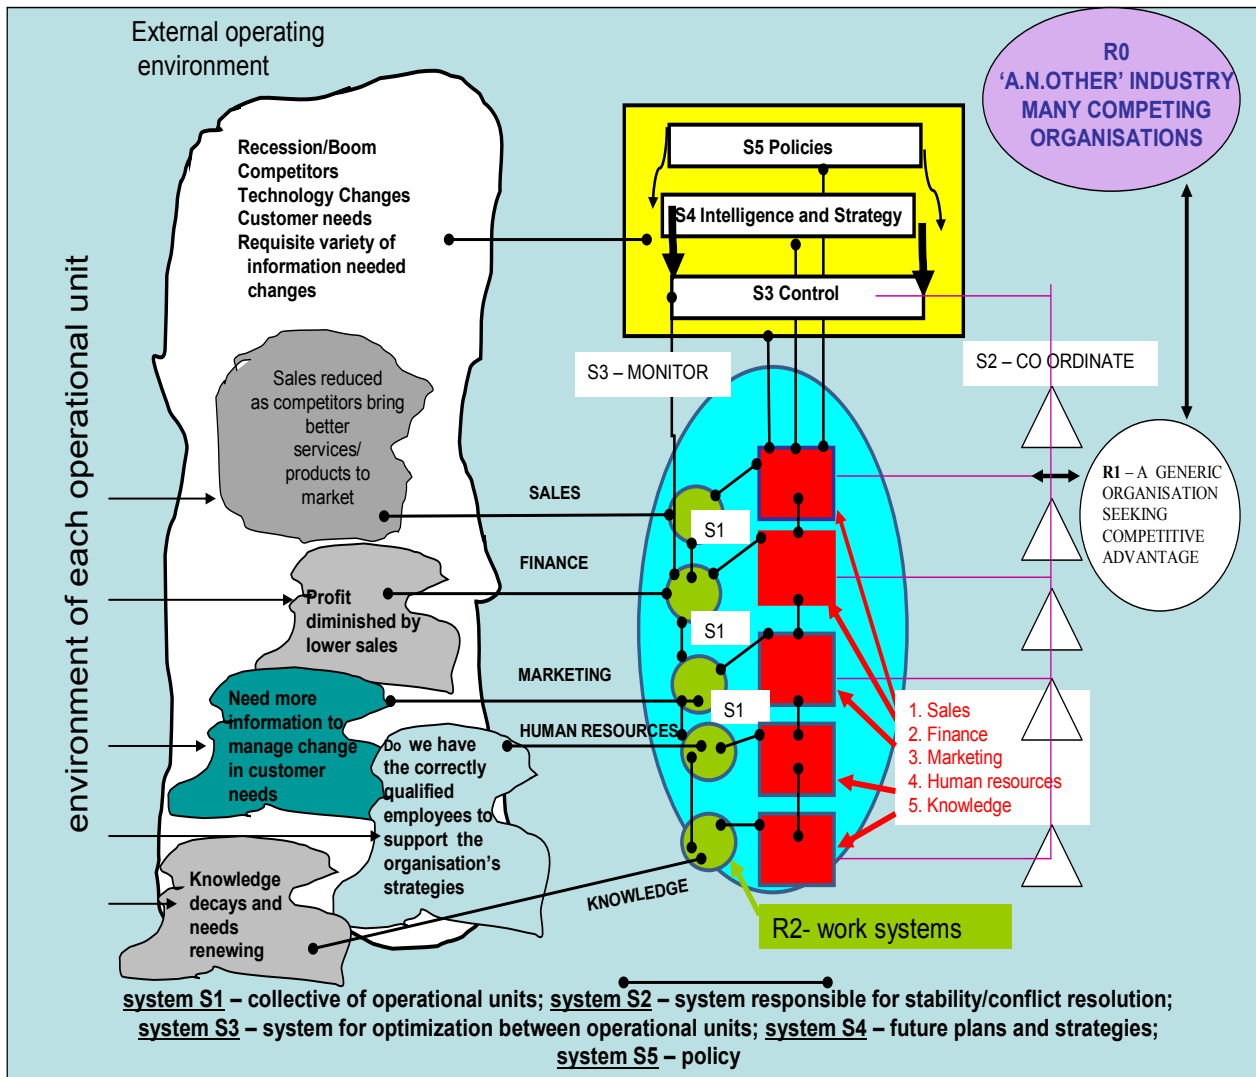 External operating
environment
R0
‘A.N.OTHER’ INDUSTRY
MANY COMPETING
ORGANISATIONS
Recession/Boom
Competitors
Technology Changes
Customer needs
Requisite variety of
information needed
changes
S5 Policies
S4 Intelligence and Strategy
S3 Control
S3 – MONITOR
S2 – CO ORDINATE
environment of each operational unit
Sales reduced
as competitors bring
better
services/
products to
market
SALES
S1
R1 – A GENERIC
ORGANISATION
SEEKING
COMPETITIVE
ADVANTAGE
FINANCE
Profit
diminished by
lower sales
S1
MARKETING
Need more
information to
manage change
in customer
needs
S1
HUMAN RESOURCES
Do we have
the correctly
qualified
employees to
support the
organisation’s
strategies
1. Sales
2. Finance
3. Marketing
4. Human resources
5. Knowledge
Knowledge
decays and
needs
renewing
KNOWLEDGE
R2- work systems
system S1 – collective of operational units; system S2 – system responsible for stability/conflict resolution;
system S3 – system for optimization between operational units; system S4 – future plans and strategies;
system S5 – policy